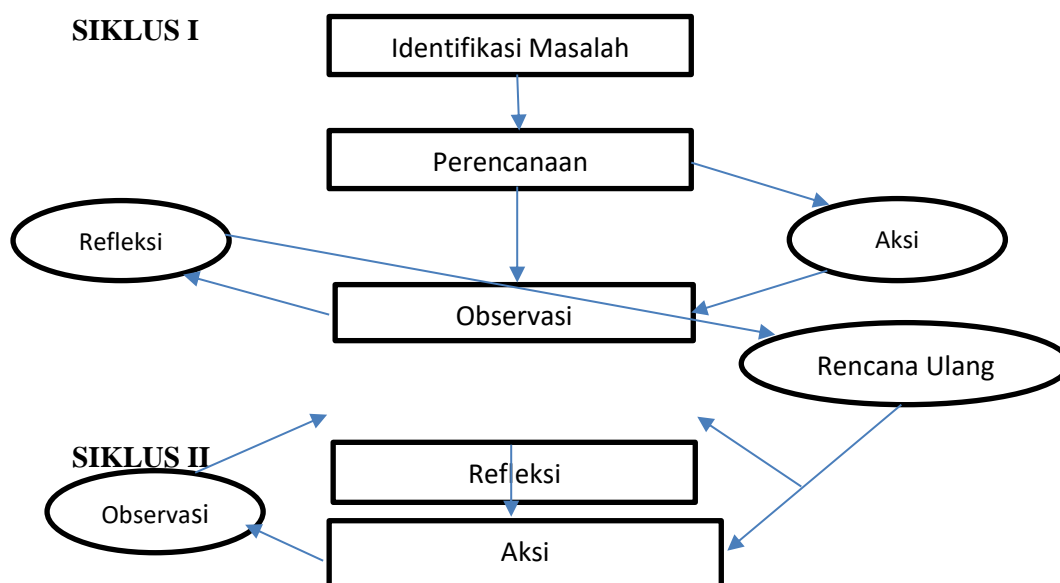 SIKLUS I
Identifikasi Masalah
Perencanaan
Refleksi
Aksi
Observasi
Rencana Ulang
SIKLUS II
Refleksi
Observasi
Aksi